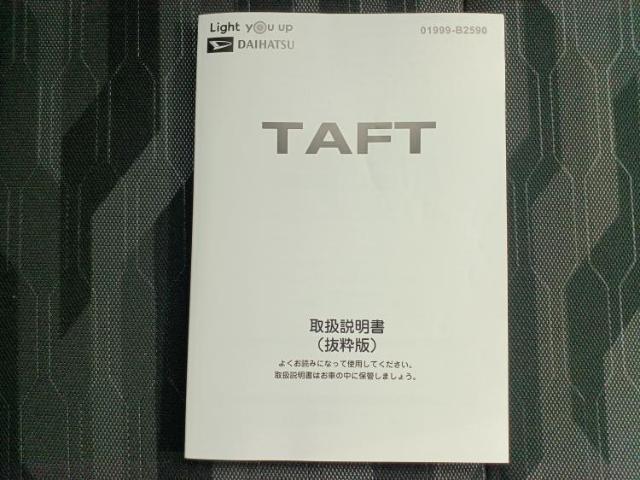 Light you up
01999-B2590
DAIHATSU
TAFT
取扱説明書
（抜粋版）
よくお読みになって使用してください。
取扱説明書はお車の中に保管しましょう。